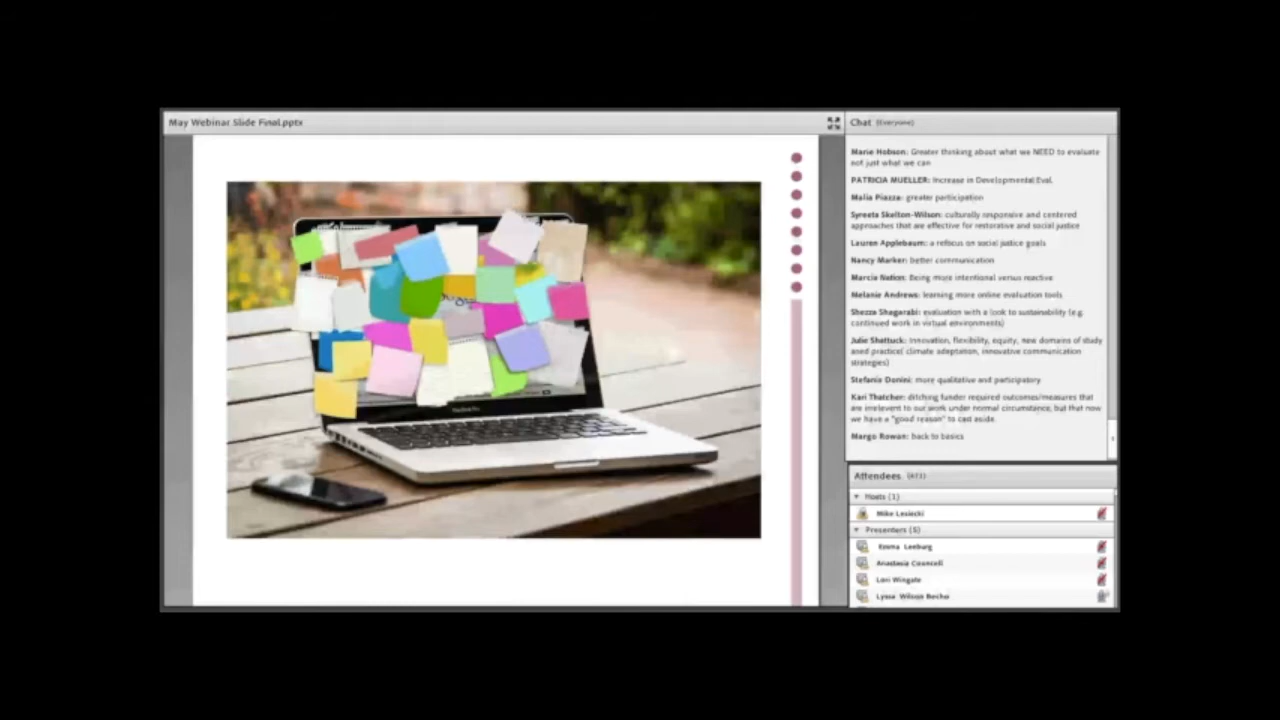 May Webinar Slide Final.pptx
Chat (Everyone)
Marie Hobson: Greater thinking about what we NEED to evaluate
not just what we can
PATRICIA MUELLER: Increase in Developmental Eval.
Malia Piazza: greater participation
Syreeta Skelton-Wilson: culturally responsive and centered
approaches that are effective for restorative and social justice
Lauren Applebaum: a refocus on social justice goals
Nancy Marker: better communication
Marcia Nation: Being more intentional versus reactive
Melanie Andrews: learning more online evaluation tools
Shezza Shagarabi: evaluation with a look to sustainability (e.g.
continued work in virtual environments)
Julie Shattuck: Innovation, flexibility, equity, new domains of study
and practice( climate adaptation, innovative communication
strategies)
Stefanie Donini: more qualitative and participatory
Kari Thatcher: ditching funder required outcomes/measures that
are irrelevent to our work under normal circumstance, but that now
we have a "good reason" to cast aside.
Margo Rowan: back to basics
Attendees
Hosts (1)
Mike Lesiecki
Presenters (5)
Emma Leeburg
Anastasia Councell
Lori Wingate
Lyssa Wilson Becho
MacBook Pro